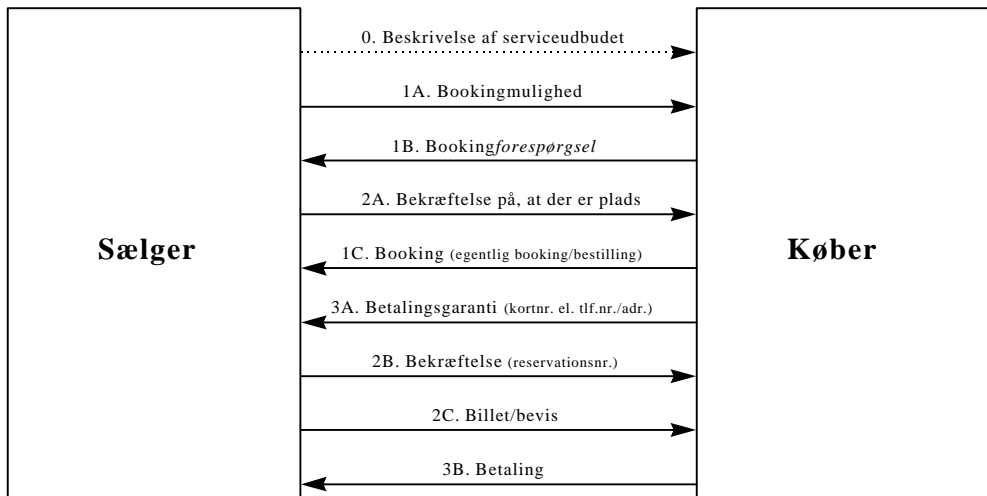 0. Beskrivelse af serviceudbudet
1A. Bookingmulighed
1B. Bookingforespørgsel
2A. Bekræftelse på, at der er plads
Sælger
Køber
1C. Booking (egentlig booking/bestilling)
3A. Betalingsgaranti (kortnr. el. tlf.nr./adr.)
2B. Bekræftelse (reservationsnr.)
2C. Billet/bevis
3B. Betaling